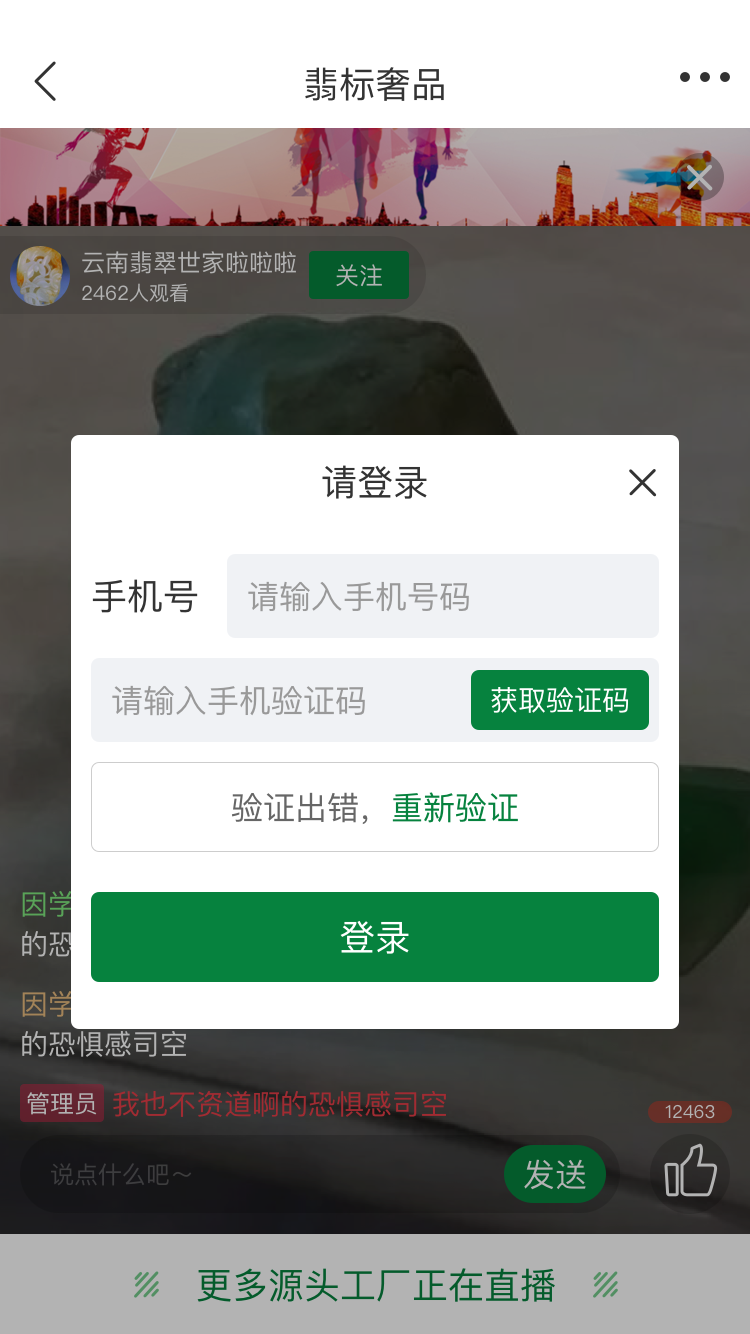 翡标奢品
云南翡翠世家啦啦啦
2462人观看
关注
请登录
手机号
请输入手机号码
请输入手机验证码
获取验证码
验证出错，重新验证
登录
因学
的恐
因学
的恐惧感司空
管理员 我也不资道啊的恐惧感司空
12463
说点什么吧～
发送
更多源头工厂正在直播